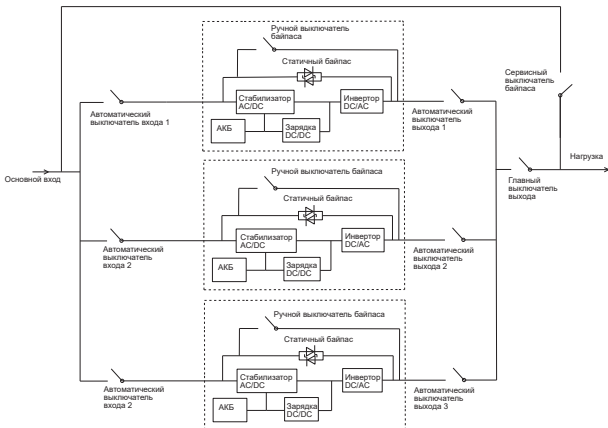 Ручной выключатель
байпаса
Статичный байпас
Стабилизатор
AC/DC
Инвертор
DC/AC
АКБ
Зарядка
DC/DC
Автоматический
выключатель входа 1
Автоматический
выключатель
выхода 1
Сервисный
выключатель
байпаса
Основной вход
Нагрузка
Главный
выключатель
выхода
Ручной выключатель байпаса
Статичный байпас
Стабилизатор
AC/DC
Инвертор
DC/AC
АКБ
Зарядка
DC/DC
Автоматический
выключатель
входа 2
Автоматический
выключатель
выхода 2
Ручной выключатель байпаса
Статичный байпас
Стабилизатор
AC/DC
Инвертор
DC/AC
АКБ
Зарядка
DC/DC
Автоматический
выключатель
входа 2
Автоматический
выключатель
выхода 3